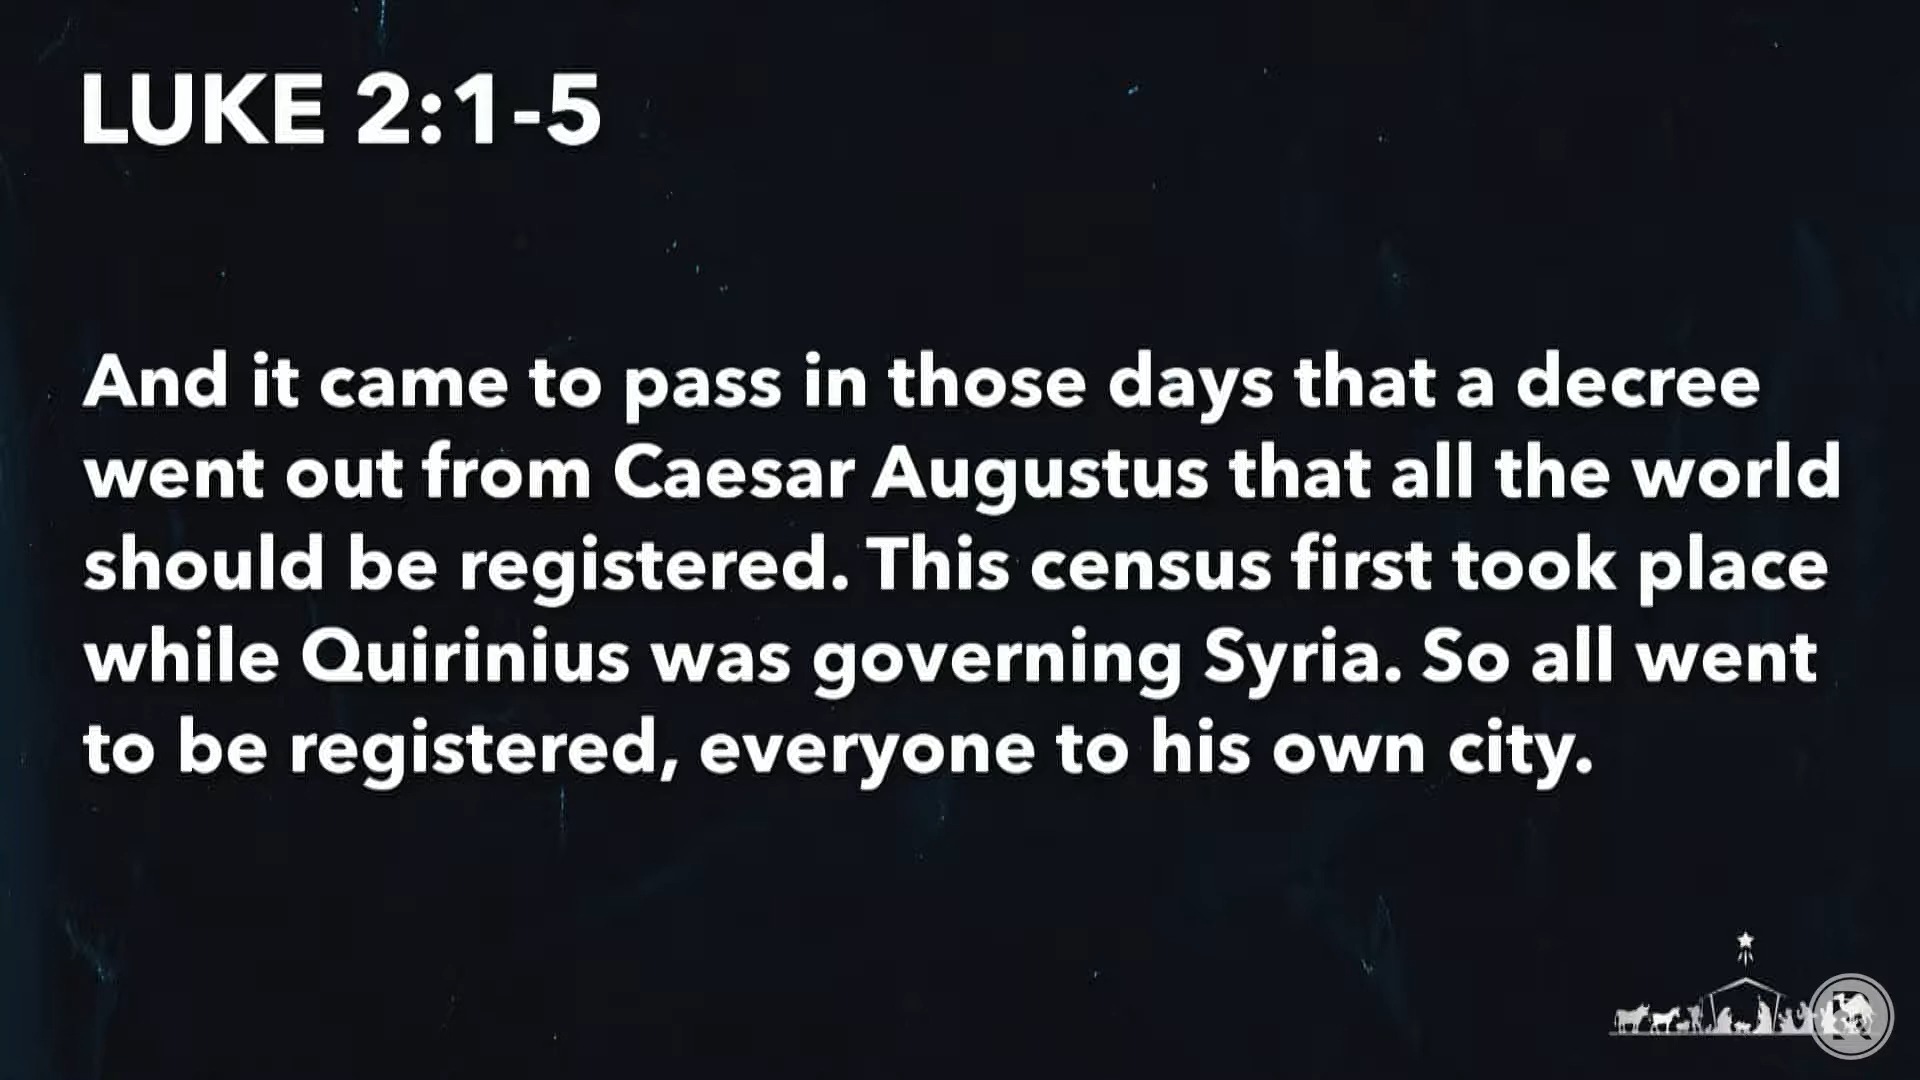 LUKE 2:1-5
And it came to pass in those days that a decree
went out from Caesar Augustus that all the world
should be registered. This census first took place
while Quirinius was governing Syria. So all went
to be registered, everyone to his own city.
R